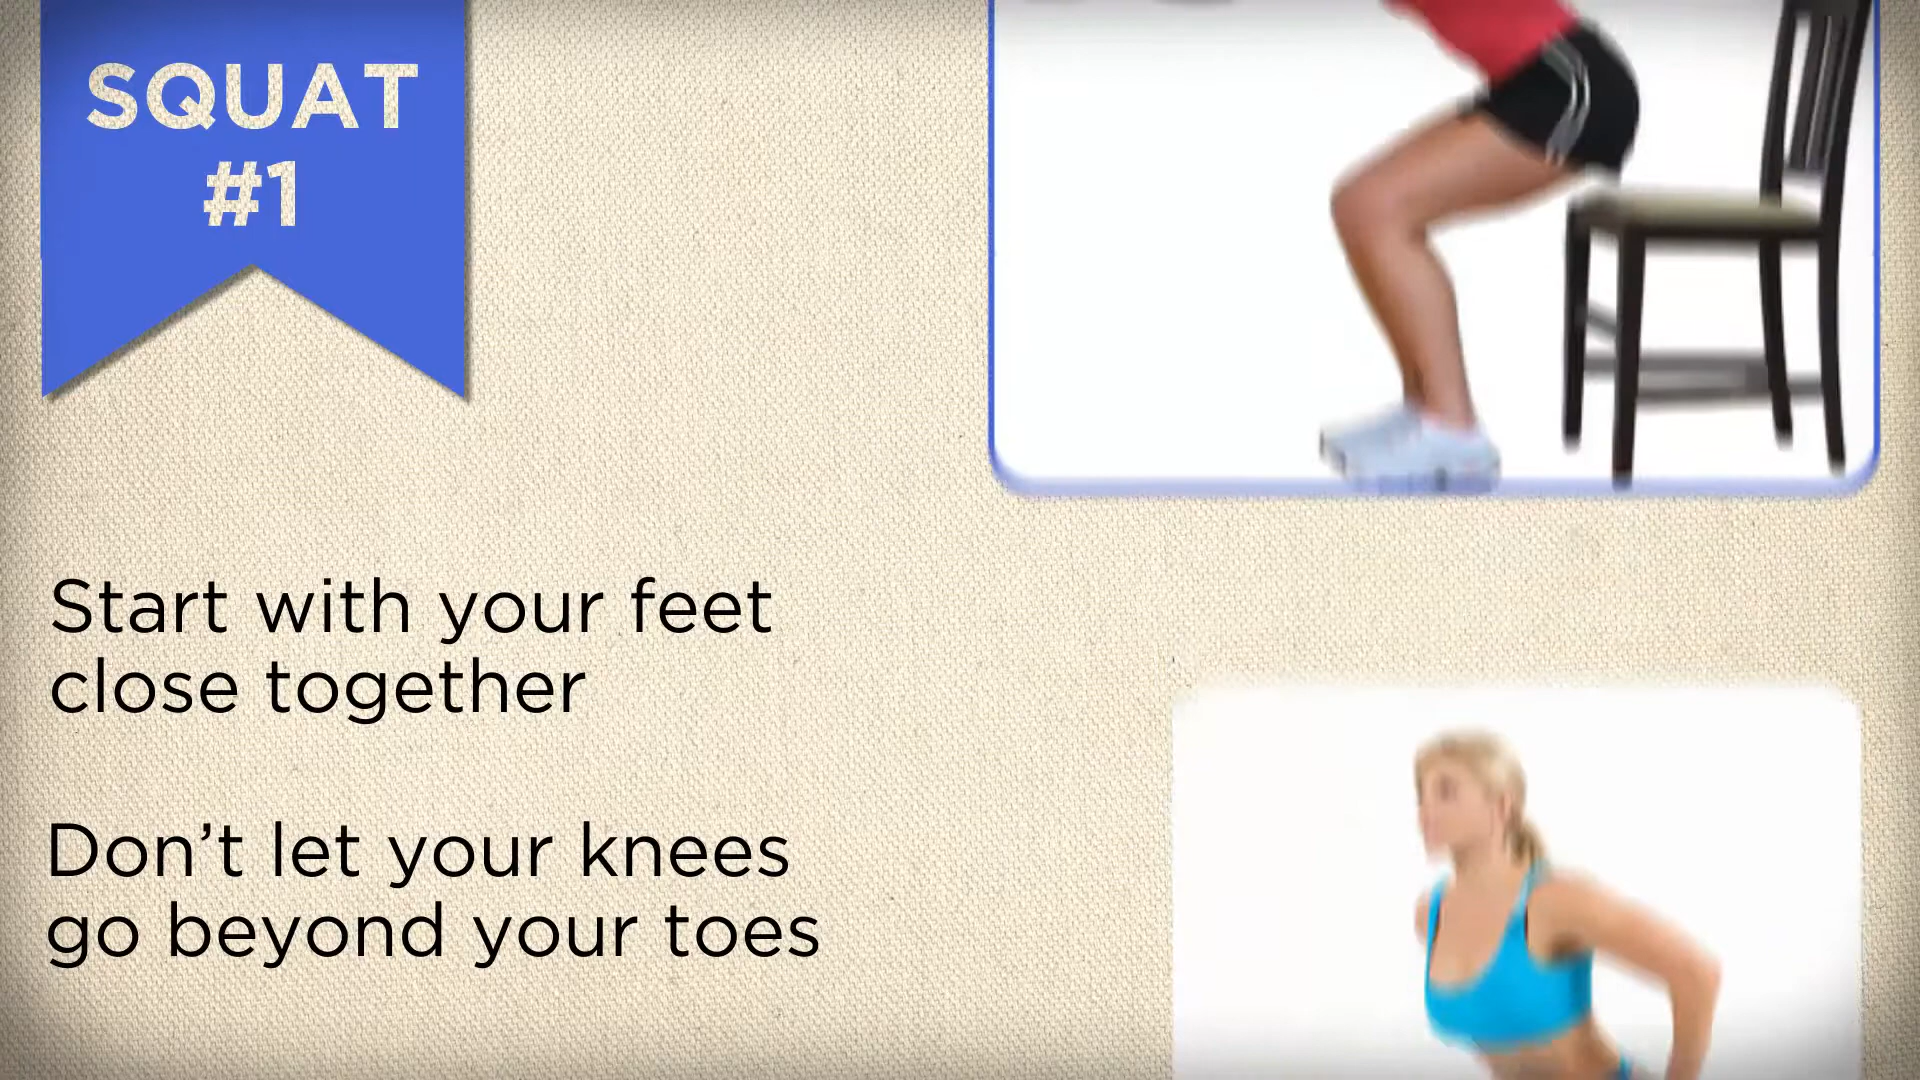 SQUAT
#1
Start with your feet
close together
Don’t let your knees
go beyond your toes